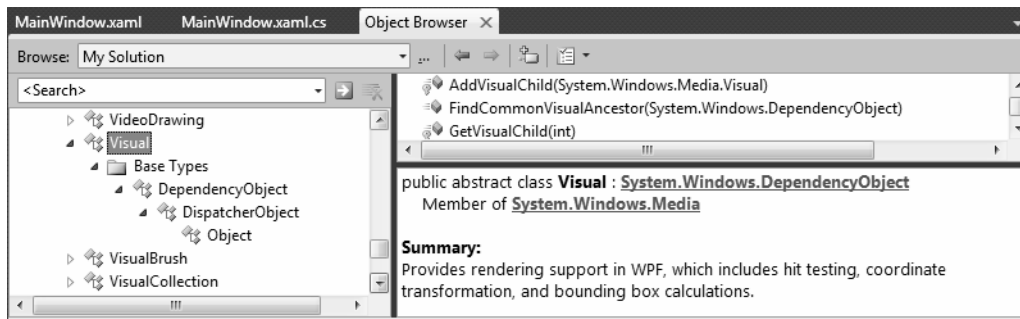 MainWindow.xaml MainWindow.xaml.cs Object Browser
Browse: My Solution ...
<Search>
VideoDrawing
Visual
Base Types
DependencyObject
DispatcherObject
Object
VisualBrush
VisualCollection
AddVisualChild(System.Windows.Media.Visual)
FindCommonVisualAncestor(System.Windows.DependencyObject)
GetVisualChild(int)
public abstract class Visual : System.Windows.DependencyObject
Member of System.Windows.Media
Summary:
Provides rendering support in WPF, which includes hit testing, coordinate
transformation, and bounding box calculations.